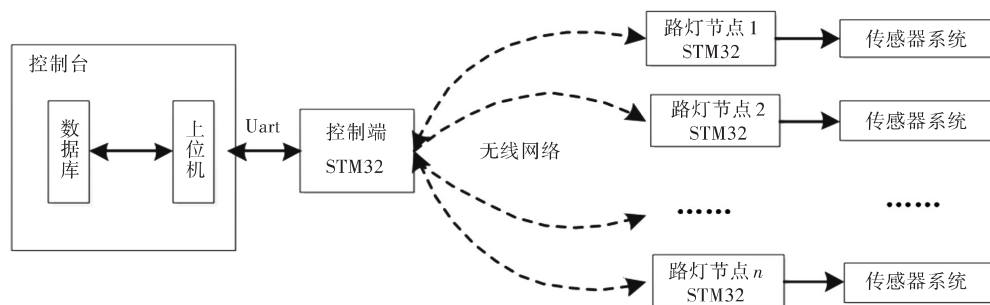 控制台
数据库
上位机
Uart
控制端
STM32
无线网络
路灯节点1
STM32
传感器系统
路灯节点2
STM32
传感器系统
······
······
路灯节点n
STM32
传感器系统